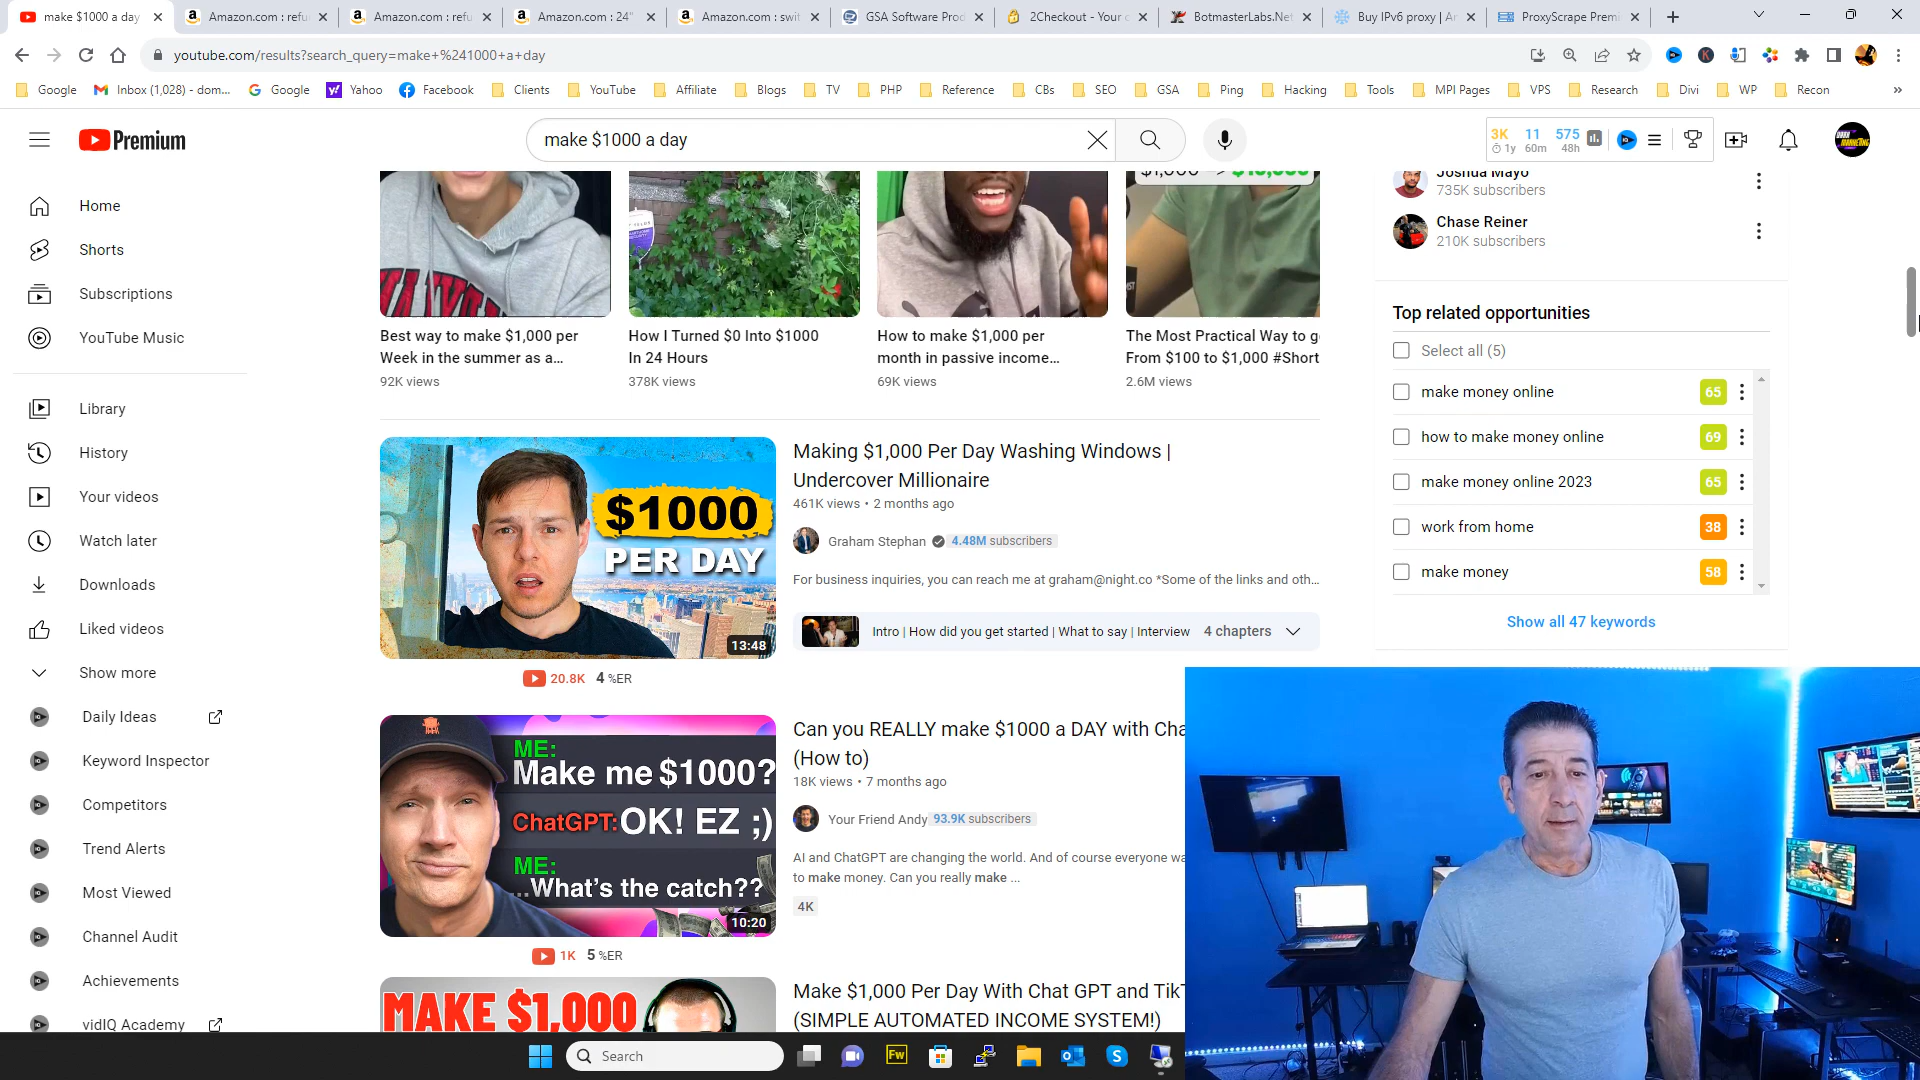 make $1000 a day
Amazon.com : refu
Amazon.com : refu
Amazon.com : 24"
Amazon.com : swit
GSA Software Prod
2Checkout - Your c
BotmasterLabs.Net
Buy IPv6 proxy | An
ProxyScrape Premi
youtube.com/results?search_query=make+%241000+a+day
Google
Inbox (1,028) - dom...
Google
Yahoo
Facebook
Clients
YouTube
Affiliate
Blogs
TV
PHP
Reference
CBs
SEO
GSA
Ping
Hacking
Tools
MPI Pages
VPS
Research
Divi
WP
Recon
Premium
make $1000 a day
3K 11 575
1y 60m 48h
Home
Shorts
Subscriptions
YouTube Music
Library
History
Your videos
Watch later
Downloads
Liked videos
Show more
Daily Ideas
Keyword Inspector
Competitors
Trend Alerts
Most Viewed
Channel Audit
Achievements
vidIQ Academy
Best way to make $1,000 per
Week in the summer as a...
92K views
How I Turned $0 Into $1000
In 24 Hours
378K views
How to make $1,000 per
month in passive income...
69K views
The Most Practical Way to g
From $100 to $1,000 #Short
2.6M views
$1000
PER DAY
13:48
20.8K 4 %ER
Making $1,000 Per Day Washing Windows |
Undercover Millionaire
461K views • 2 months ago
Graham Stephan 4.48M subscribers
For business inquiries, you can reach me at graham@night.co *Some of the links and oth...
Intro | How did you get started | What to say | Interview 4 chapters
ME:
Make me $1000?
ChatGPT: OK! EZ ;)
ME:
...What's the catch??
10:20
1K 5 %ER
Can you REALLY make $1000 a DAY with Cha
(How to)
18K views • 7 months ago
Your Friend Andy 93.9K subscribers
AI and ChatGPT are changing the world. And of course everyone wa
to make money. Can you really make ...
4K
MAKE $1,000
Make $1,000 Per Day With Chat GPT and TikT
(SIMPLE AUTOMATED INCOME SYSTEM!)
Joshua Mayo
735K subscribers
Chase Reiner
210K subscribers
Top related opportunities
Select all (5)
make money online 65
how to make money online 69
make money online 2023 65
work from home 38
make money 58
Show all 47 keywords
Fw
Search